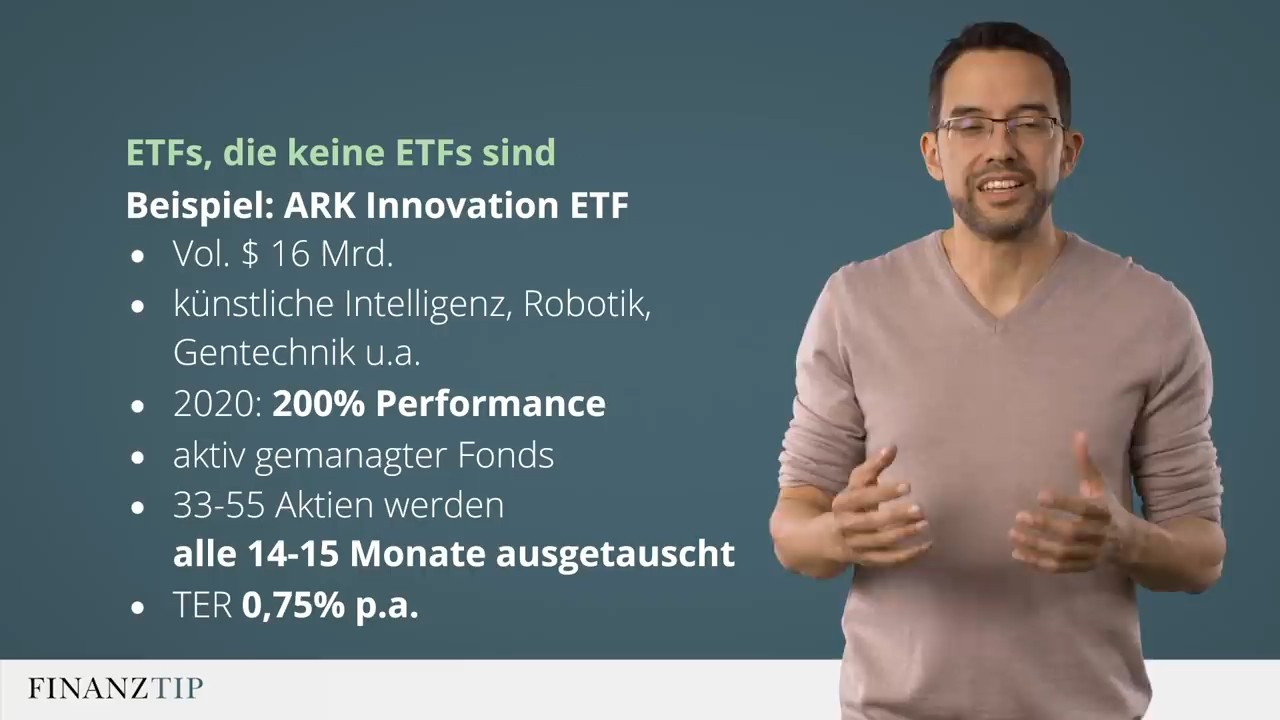 ETFs, die keine ETFs sind
Beispiel: ARK Innovation ETF
• Vol. $ 16 Mrd.
• künstliche Intelligenz, Robotik,
Gentechnik u.a.
• 2020: 200% Performance
• aktiv gemanagter Fonds
• 33-55 Aktien werden
alle 14-15 Monate ausgetauscht
• TER 0,75% p.a.
FINANZTIP